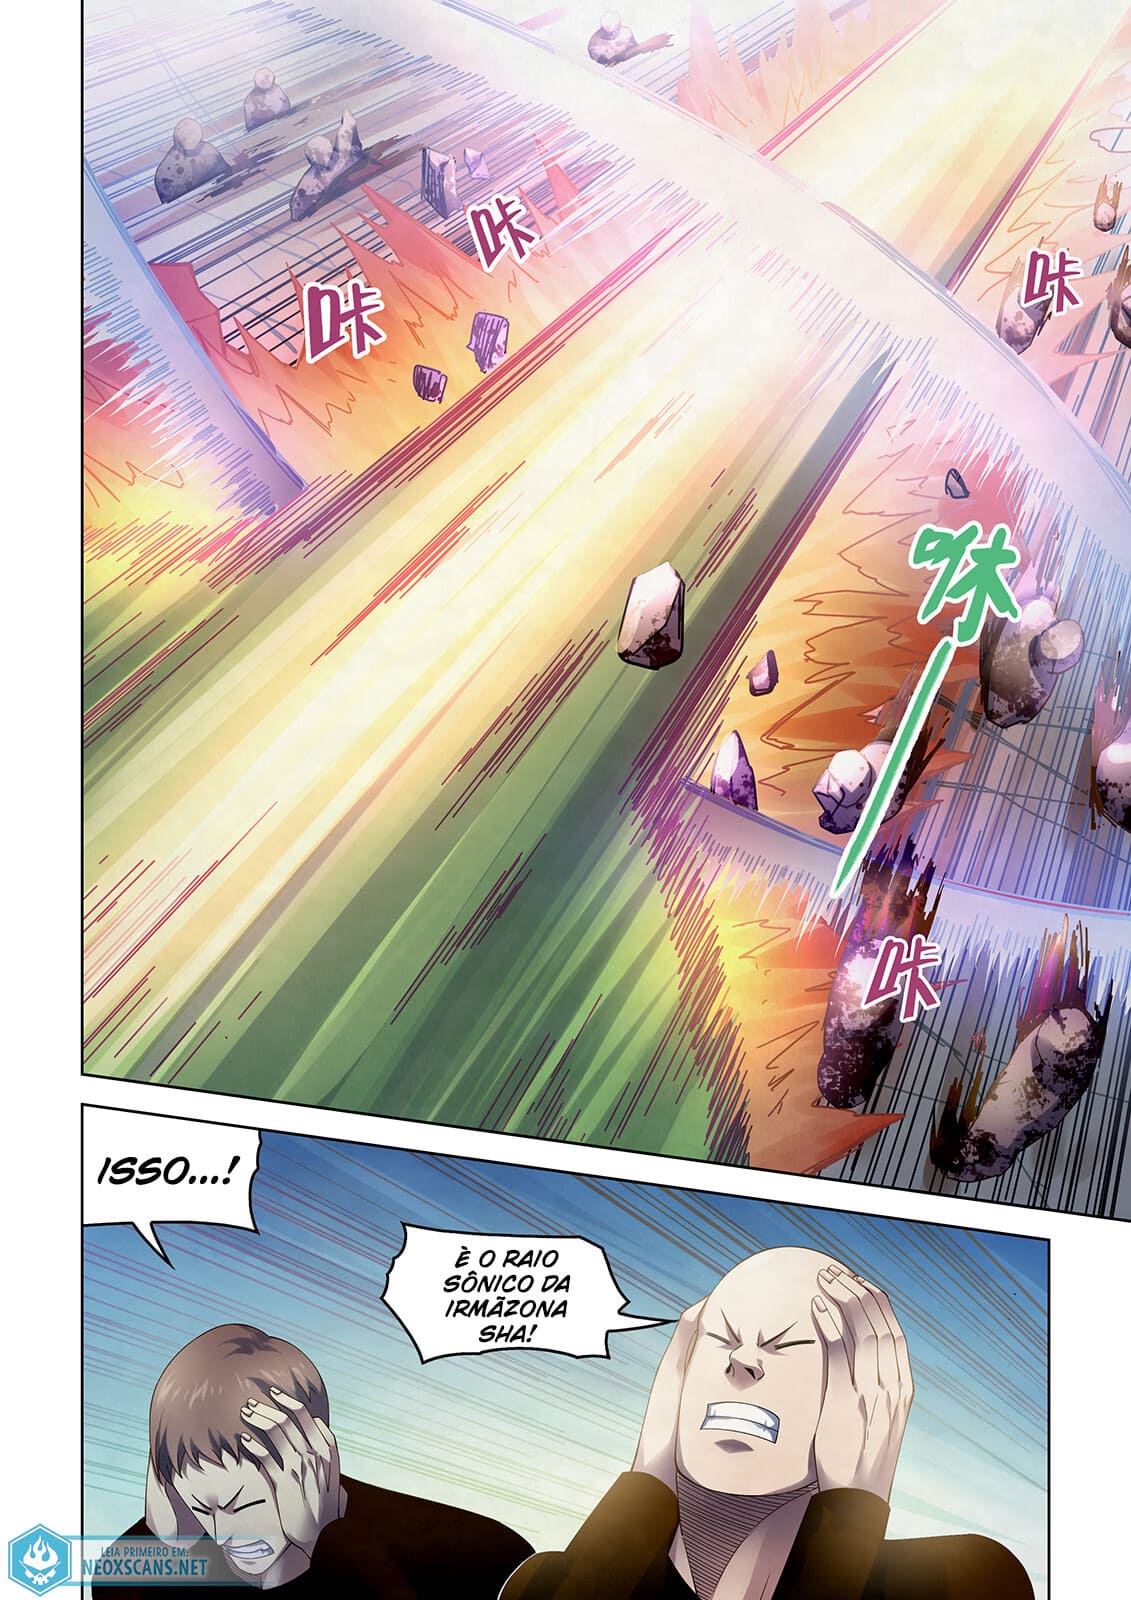 咔
咔
咔
咻
咔
ISSO...!
È O RAIO
SÔNICO DA
IRMÃZONA
SHA!
LEIA PRIMEIRO EM:
NEOXSCANS.NET